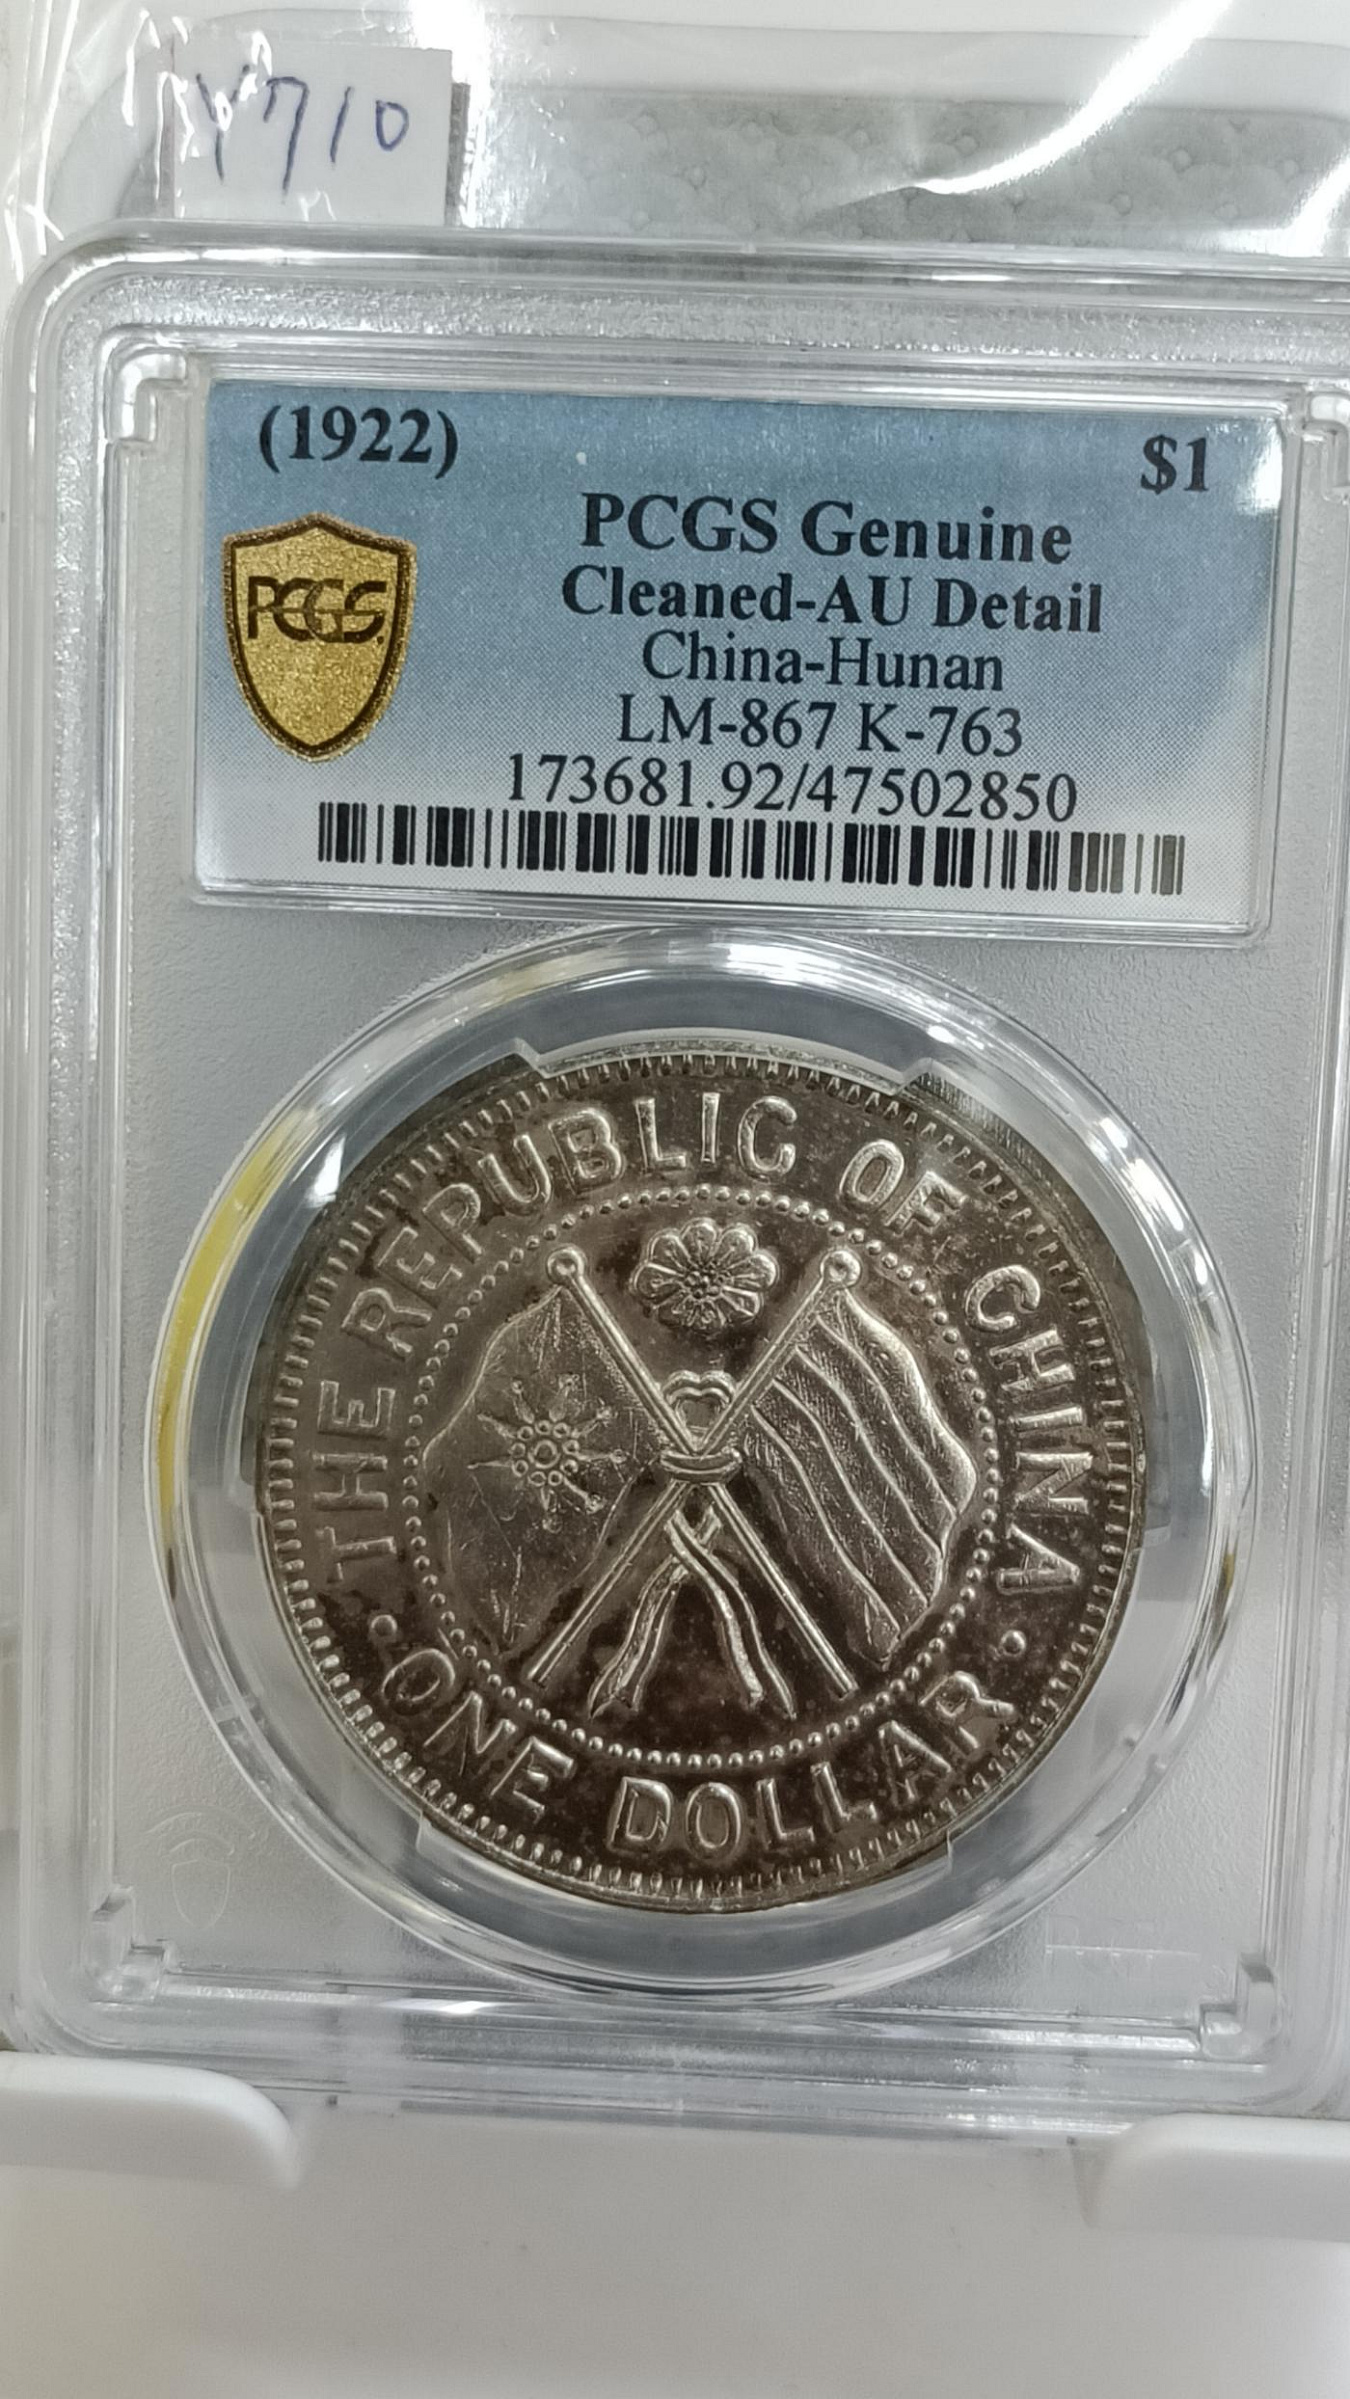 Y710
(1922) $1
PCGS Genuine
PCGS
Cleaned-AU Detail
China-Hunan
LM-867 K-763
173681.92/47502850
THE REPUBLIC OF CHINA
· ONE DOLLAR ·